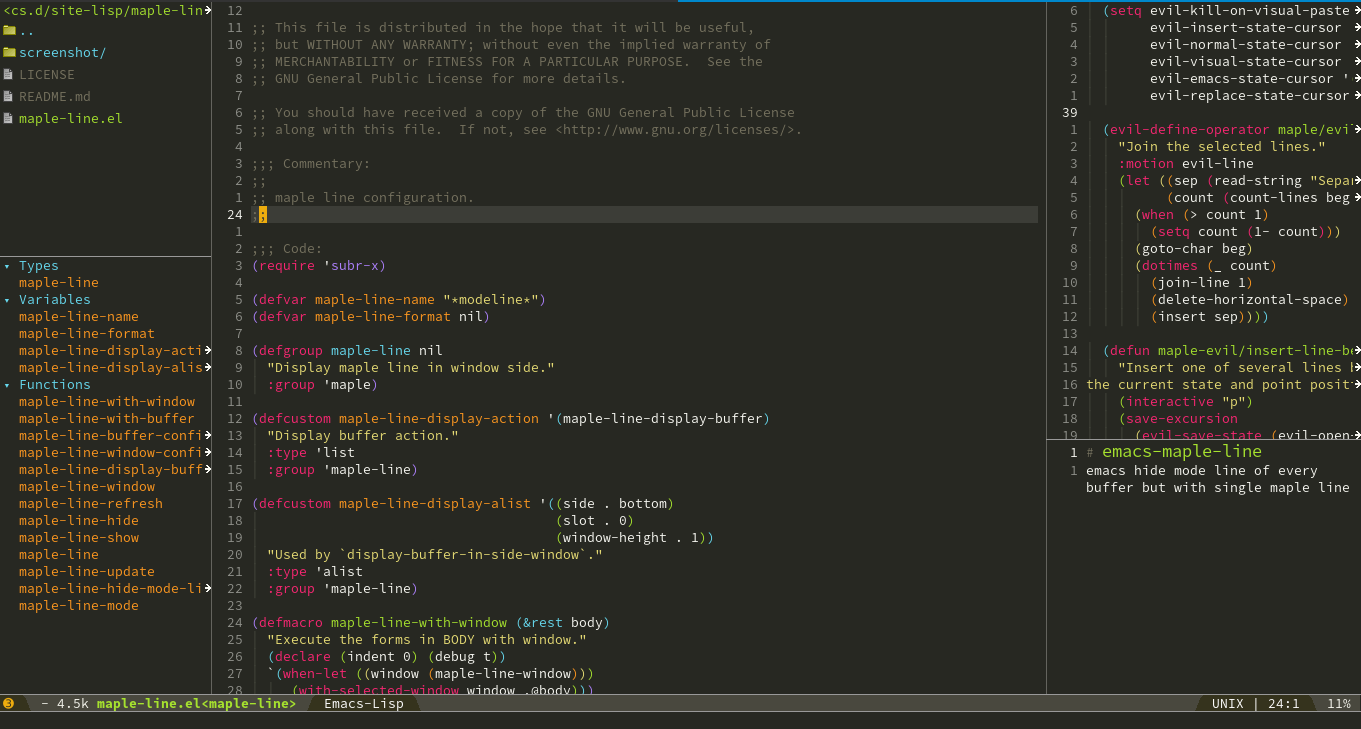 <cs.d/site-lisp/maple-lin
..
screenshot/
LICENSE
README.md
maple-line.el
▾ Types
maple-line
▾ Variables
maple-line-name
maple-line-format
maple-line-display-acti
maple-line-display-alis
▾ Functions
maple-line-with-window
maple-line-with-buffer
maple-line-buffer-confi
maple-line-window-confi
maple-line-display-buff
maple-line-window
maple-line-refresh
maple-line-hide
maple-line-show
maple-line
maple-line-update
maple-line-hide-mode-li
maple-line-mode
12
11 ;; This file is distributed in the hope that it will be useful,
10 ;; but WITHOUT ANY WARRANTY; without even the implied warranty of
9 ;; MERCHANTABILITY or FITNESS FOR A PARTICULAR PURPOSE.  See the
8 ;; GNU General Public License for more details.
7
6 ;; You should have received a copy of the GNU General Public License
5 ;; along with this file.  If not, see <http://www.gnu.org/licenses/>.
4
3 ;;; Commentary:
2 ;;
1 ;; maple line configuration.
24 ;;
1
2 ;;; Code:
3 (require 'subr-x)
4
5 (defvar maple-line-name "*modeline*")
6 (defvar maple-line-format nil)
7
8 (defgroup maple-line nil
9   "Display maple line in window side."
10   :group 'maple)
11
12 (defcustom maple-line-display-action '(maple-line-display-buffer)
13   "Display buffer action."
14   :type 'list
15   :group 'maple-line)
16
17 (defcustom maple-line-display-alist '((side . bottom)
18                                       (slot . 0)
19                                       (window-height . 1))
20   "Used by `display-buffer-in-side-window`."
21   :type 'alist
22   :group 'maple-line)
23
24 (defmacro maple-line-with-window (&rest body)
25   "Execute the forms in BODY with window."
26   (declare (indent 0) (debug t))
27   `(when-let ((window (maple-line-window)))
28      (with-selected-window window ,@body)))
6   (setq evil-kill-on-visual-paste
5         evil-insert-state-cursor
4         evil-normal-state-cursor
3         evil-visual-state-cursor
2         evil-emacs-state-cursor '
1         evil-replace-state-cursor
39
1   (evil-define-operator maple/evil
2     "Join the selected lines."
3     :motion evil-line
4     (let ((sep (read-string "Separ
5           (count (count-lines beg
6       (when (> count 1)
7         (setq count (1- count)))
8       (goto-char beg)
9       (dotimes (_ count)
10         (join-line 1)
11         (delete-horizontal-space)
12         (insert sep))))
13
14   (defun maple-evil/insert-line-be
15     "Insert one of several lines b
16 the current state and point posit
17     (interactive "p")
18     (save-excursion
19       (evil-save-state (evil-open-
1 # emacs-maple-line
1 emacs hide mode line of every
buffer but with single maple line
3 - 4.5k maple-line.el<maple-line> Emacs-Lisp UNIX | 24:1 11%